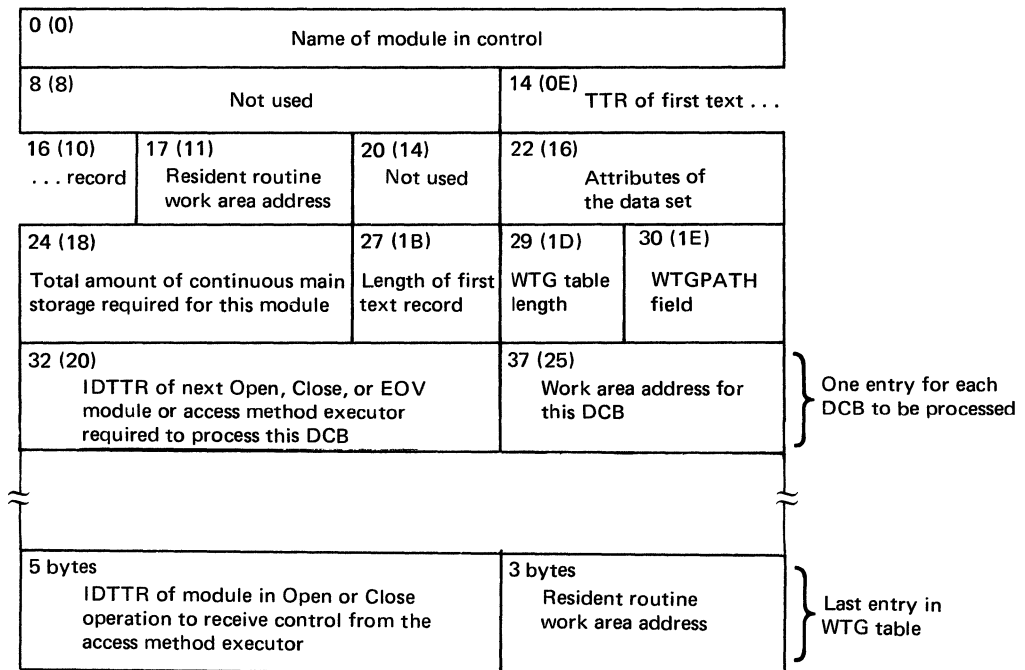 0 (0)
Name of module in control
8 (8)
Not used
14 (0E)
TTR of first text . . .
16 (10)
. . . record
17 (11)
Resident routine
work area address
20 (14)
Not used
22 (16)
Attributes of
the data set
24 (18)
Total amount of continuous main
storage required for this module
27 (1B)
Length of first
text record
29 (1D)
WTG table
length
30 (1E)
WTGPATH
field
32 (20)
IDTTR of next Open, Close, or EOV
module or access method executor
required to process this DCB
37 (25)
Work area address for
this DCB
One entry for each
DCB to be processed
5 bytes
IDTTR of module in Open or Close
operation to receive control from the
access method executor
3 bytes
Resident routine
work area address
Last entry in
WTG table